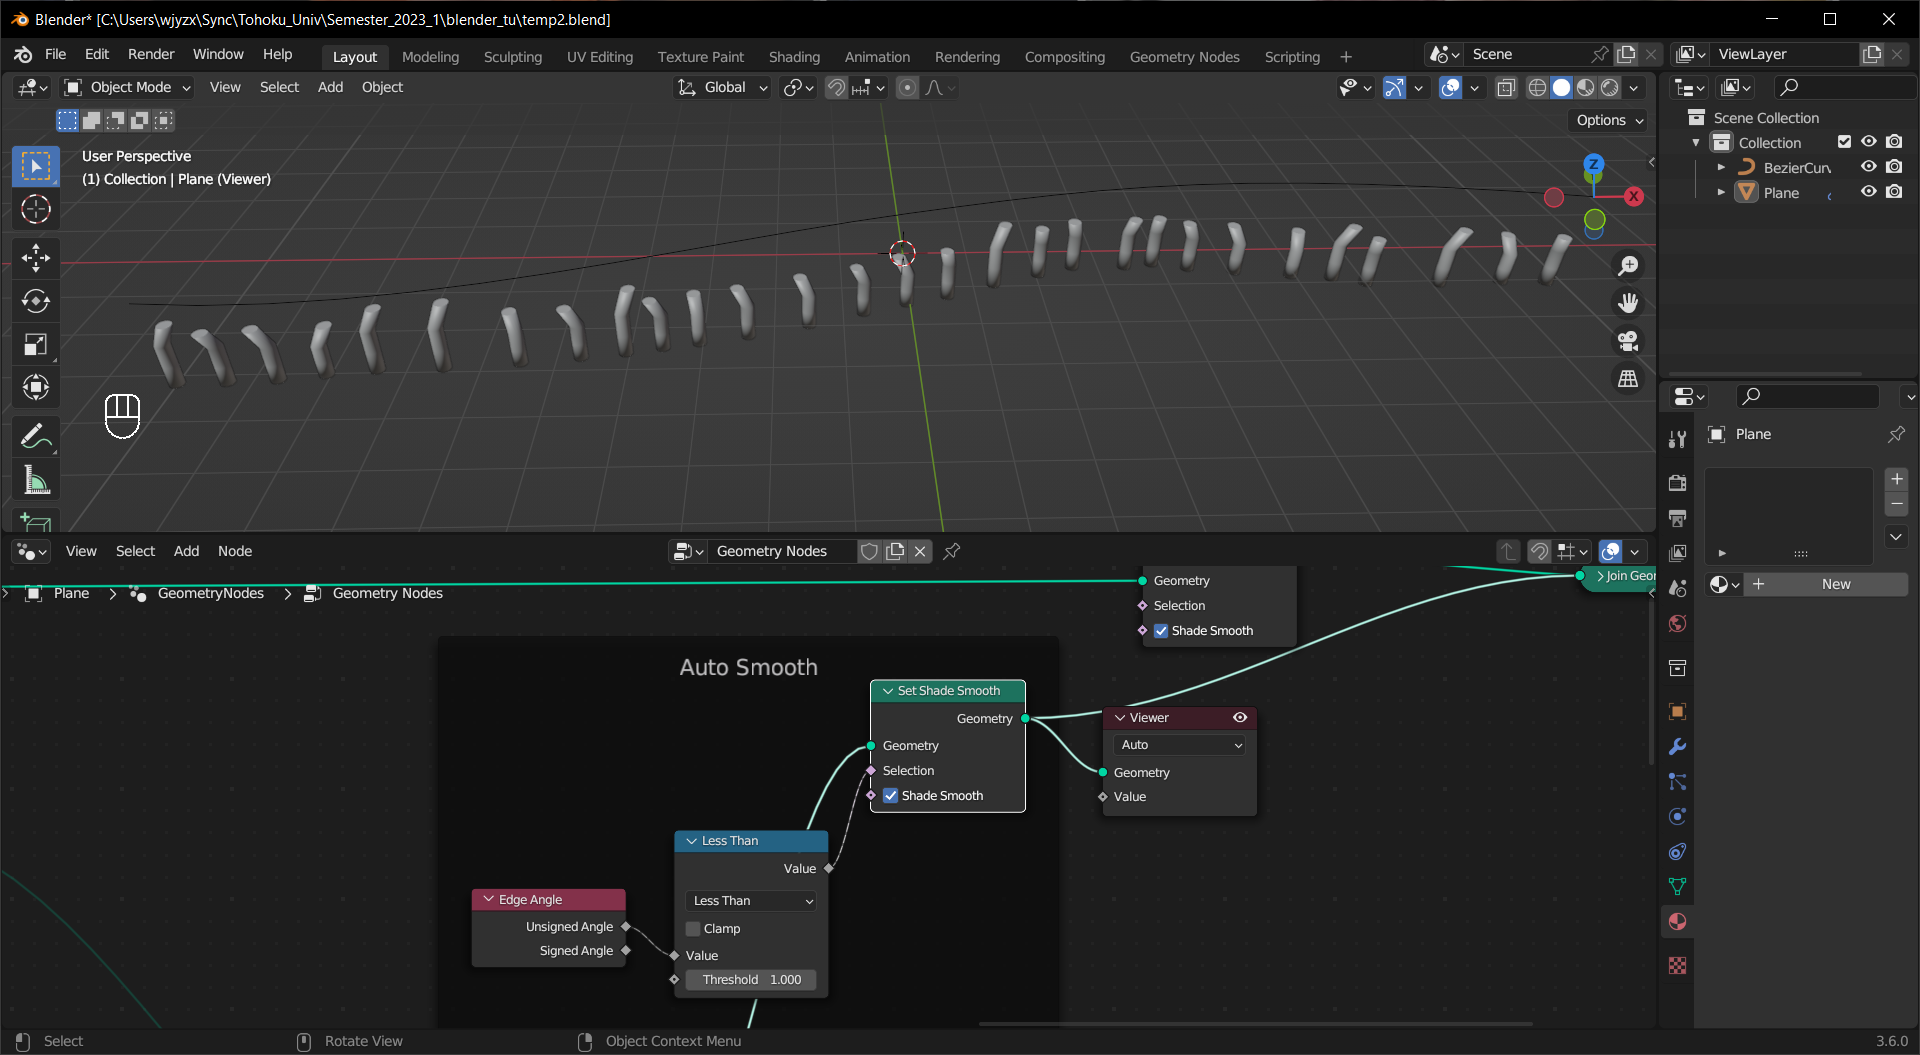 Blender* [C:\Users\wjyzx\Sync\Tohoku_Univ\Semester_2023_1\blender_tu\temp2.blend]
File Edit Render Window Help Layout Modeling Sculpting UV Editing Texture Paint Shading Animation Rendering Compositing Geometry Nodes Scripting + Scene ViewLayer
Object Mode View Select Add Object Global
Options
User Perspective
(1) Collection | Plane (Viewer)
Z
X
Scene Collection
Collection
BezierCurv
Plane
Plane
New
View Select Add Node Geometry Nodes
Plane > GeometryNodes > Geometry Nodes
Geometry
Selection
Shade Smooth
Join Geor
Auto Smooth
Set Shade Smooth
Geometry
Geometry
Selection
Shade Smooth
Viewer
Auto
Geometry
Value
Less Than
Value
Less Than
Clamp
Value
Threshold 1.000
Edge Angle
Unsigned Angle
Signed Angle
Select Rotate View Object Context Menu 3.6.0